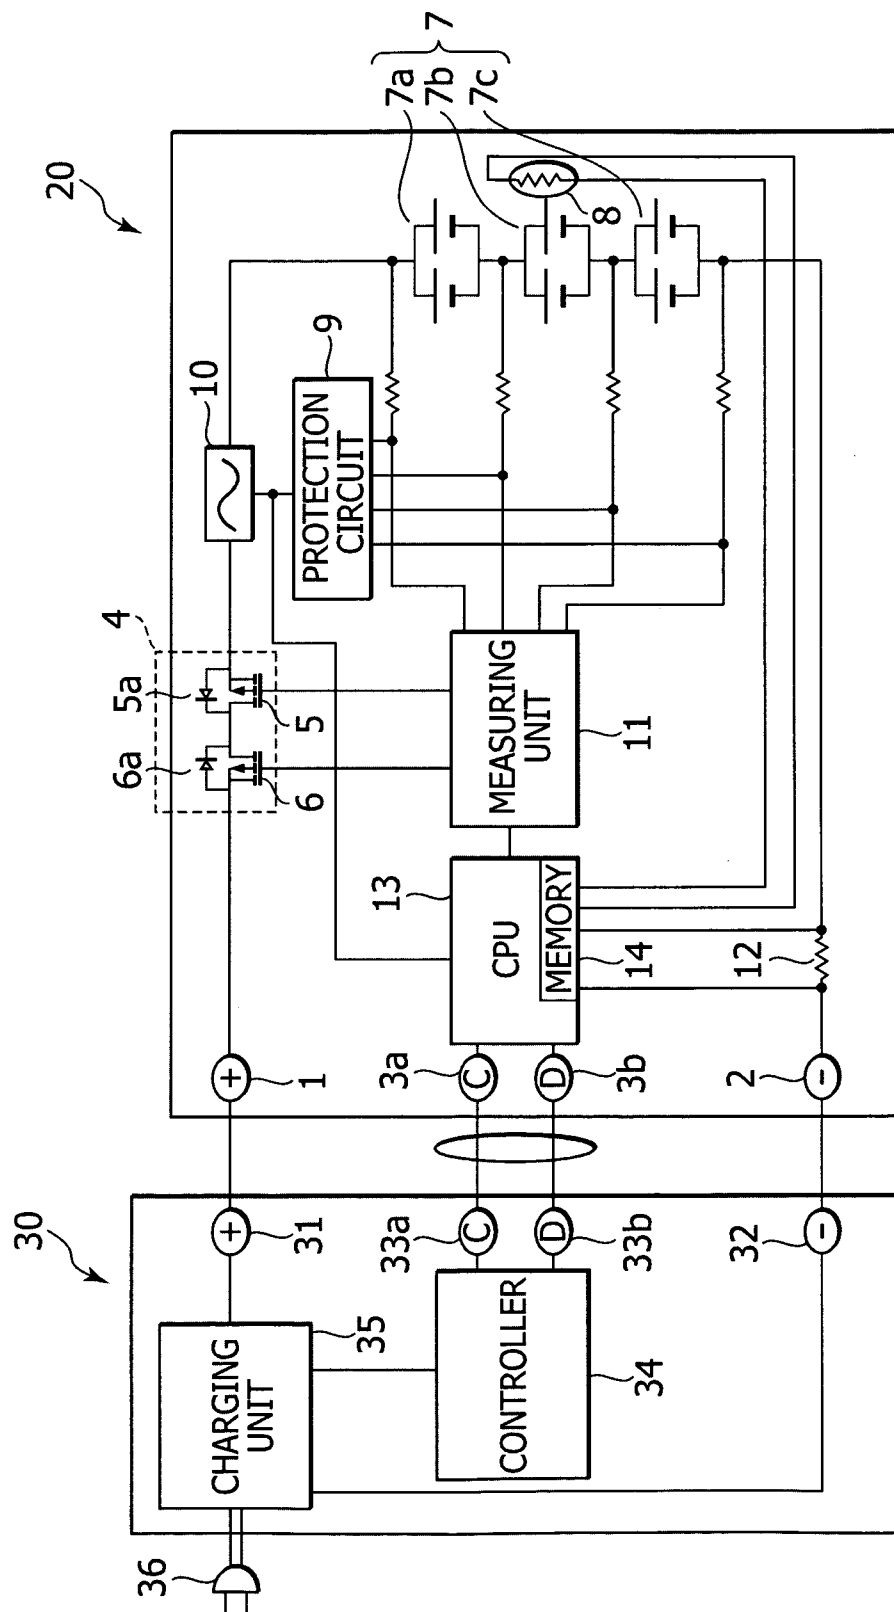 20
10
9
PROTECTION
CIRCUIT
7
7a
7b
7c
8
4
5a
6a
5
6
MEASURING
UNIT
11
13
CPU
MEMORY
14
12
+
1
3a
C
D
3b
2
-
30
+
31
33a
C
D
33b
32
-
35
CHARGING
UNIT
CONTROLLER
34
36